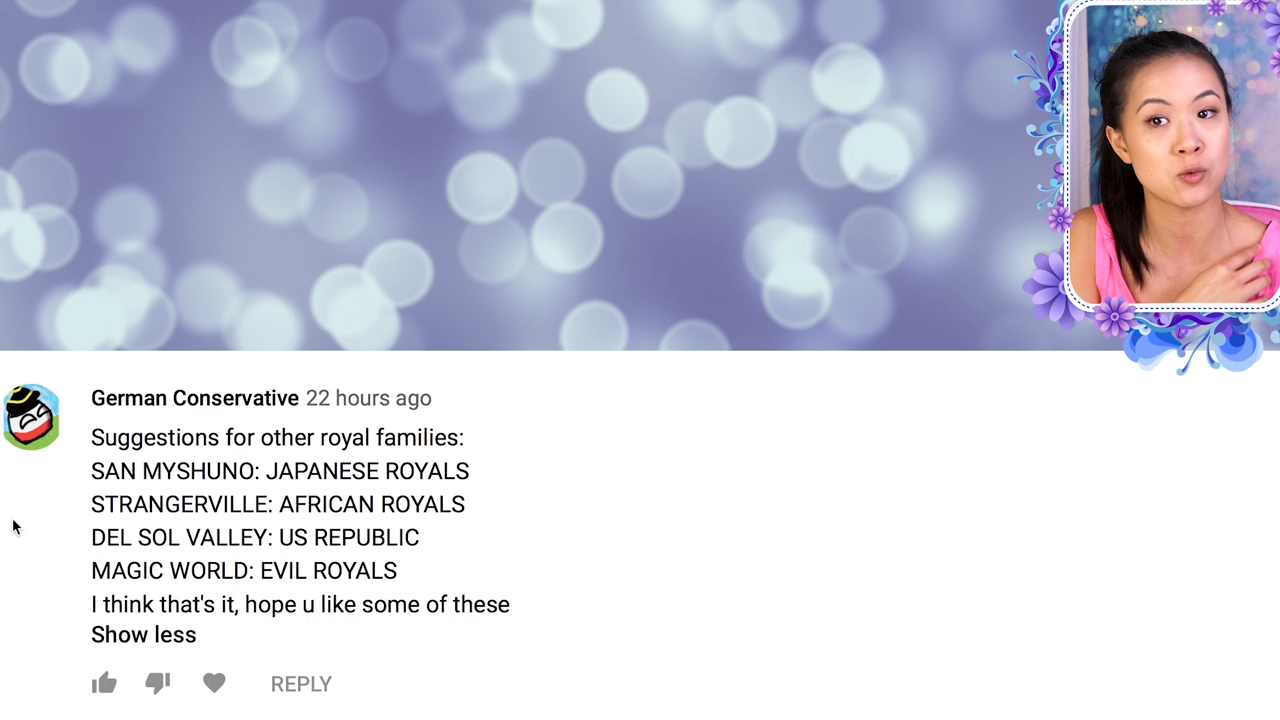 German Conservative 22 hours ago
Suggestions for other royal families:
SAN MYSHUNO: JAPANESE ROYALS
STRANGERVILLE: AFRICAN ROYALS
DEL SOL VALLEY: US REPUBLIC
MAGIC WORLD: EVIL ROYALS
I think that's it, hope u like some of these
Show less
REPLY